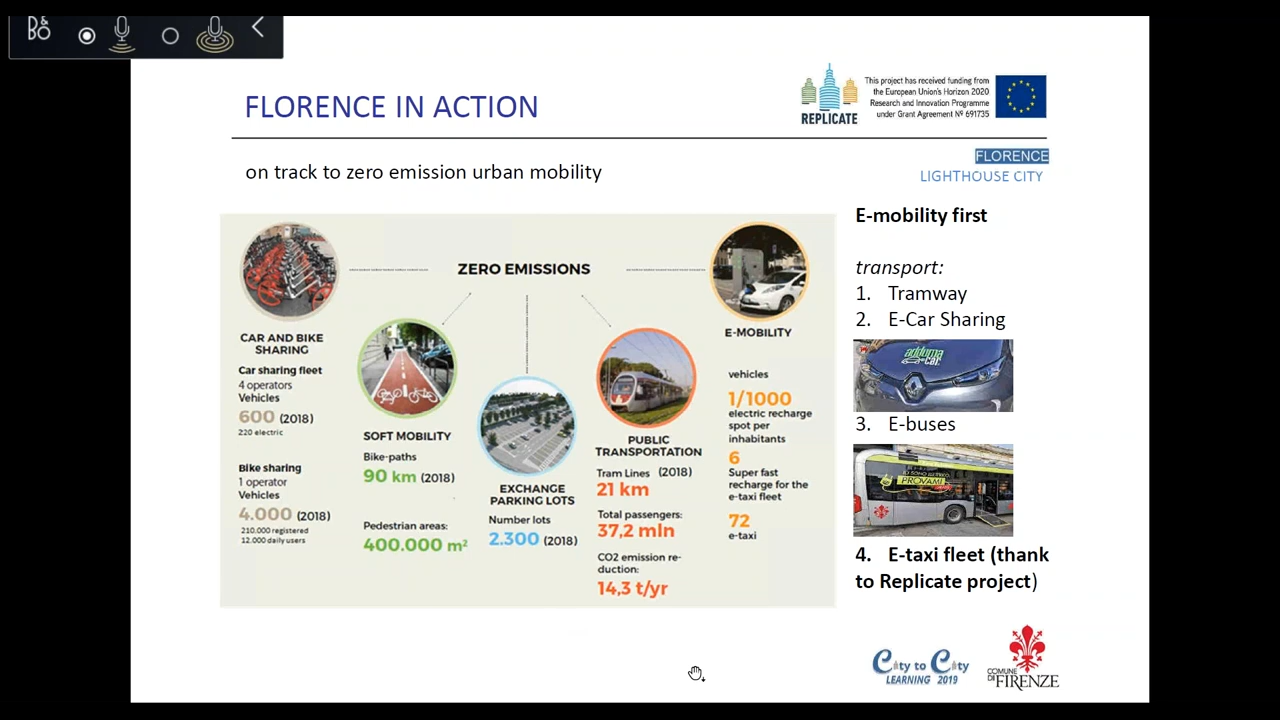 D&
BO
FLORENCE IN ACTION
REPLICATE
This project has received funding from
the European Union's Horizon 2020
Research and Innovation Programme
under Grant Agreement Nº 691735
FLORENCE
LIGHTHOUSE CITY
on track to zero emission urban mobility
ZERO EMISSIONS
CAR AND BIKE
SHARING
Car sharing fleet
4 operators
Vehicles
600 (2018)
220 electric
Bike sharing
1 operator
Vehicles
4.000 (2018)
210.000 registered
12.000 daily users
SOFT MOBILITY
Bike-paths
90 km (2018)
Pedestrian areas:
400.000 m²
EXCHANGE
PARKING LOTS
Number lots
2.300 (2018)
PUBLIC
TRANSPORTATION
Tram Lines (2018)
21 km
Total passengers:
37,2 mln
CO2 emission re-
duction:
14,3 t/yr
E-MOBILITY
vehicles
1/1000
electric recharge
spot per
inhabitants
6
Super fast
recharge for the
e-taxi fleet
72
e-taxi
E-mobility first
transport:
1. Tramway
2. E-Car Sharing
adduma
car
3. E-buses
PROVAMI
4. E-taxi fleet (thank
to Replicate project)
City to City
LEARNING 2019
COMUNE
DI FIRENZE